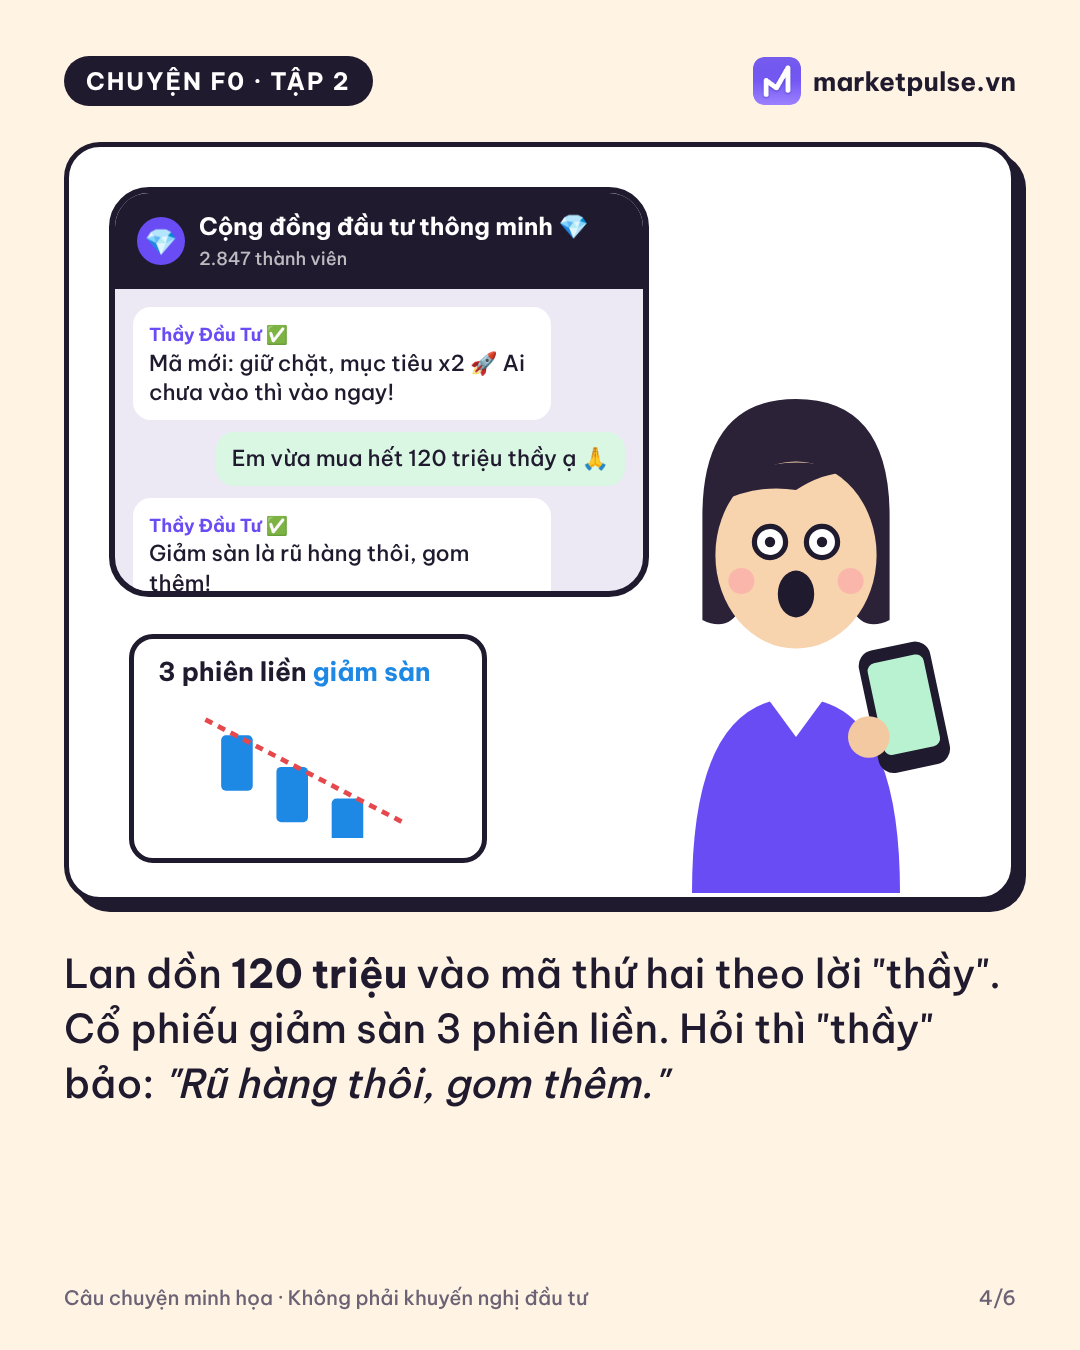 CHUYỆN F0 · TẬP 2
marketpulse.vn
Cộng đồng đầu tư thông minh 💎
2.847 thành viên
Thầy Đầu Tư ✅
Mã mới: giữ chặt, mục tiêu x2 🚀 Ai
chưa vào thì vào ngay!
Em vừa mua hết 120 triệu thầy ạ 🙏
Thầy Đầu Tư ✅
Giảm sàn là rũ hàng thôi, gom
thêm!
3 phiên liền giảm sàn
Lan dồn 120 triệu vào mã thứ hai theo lời "thầy".
Cổ phiếu giảm sàn 3 phiên liền. Hỏi thì "thầy"
bảo: "Rũ hàng thôi, gom thêm."
Câu chuyện minh họa · Không phải khuyến nghị đầu tư
4/6